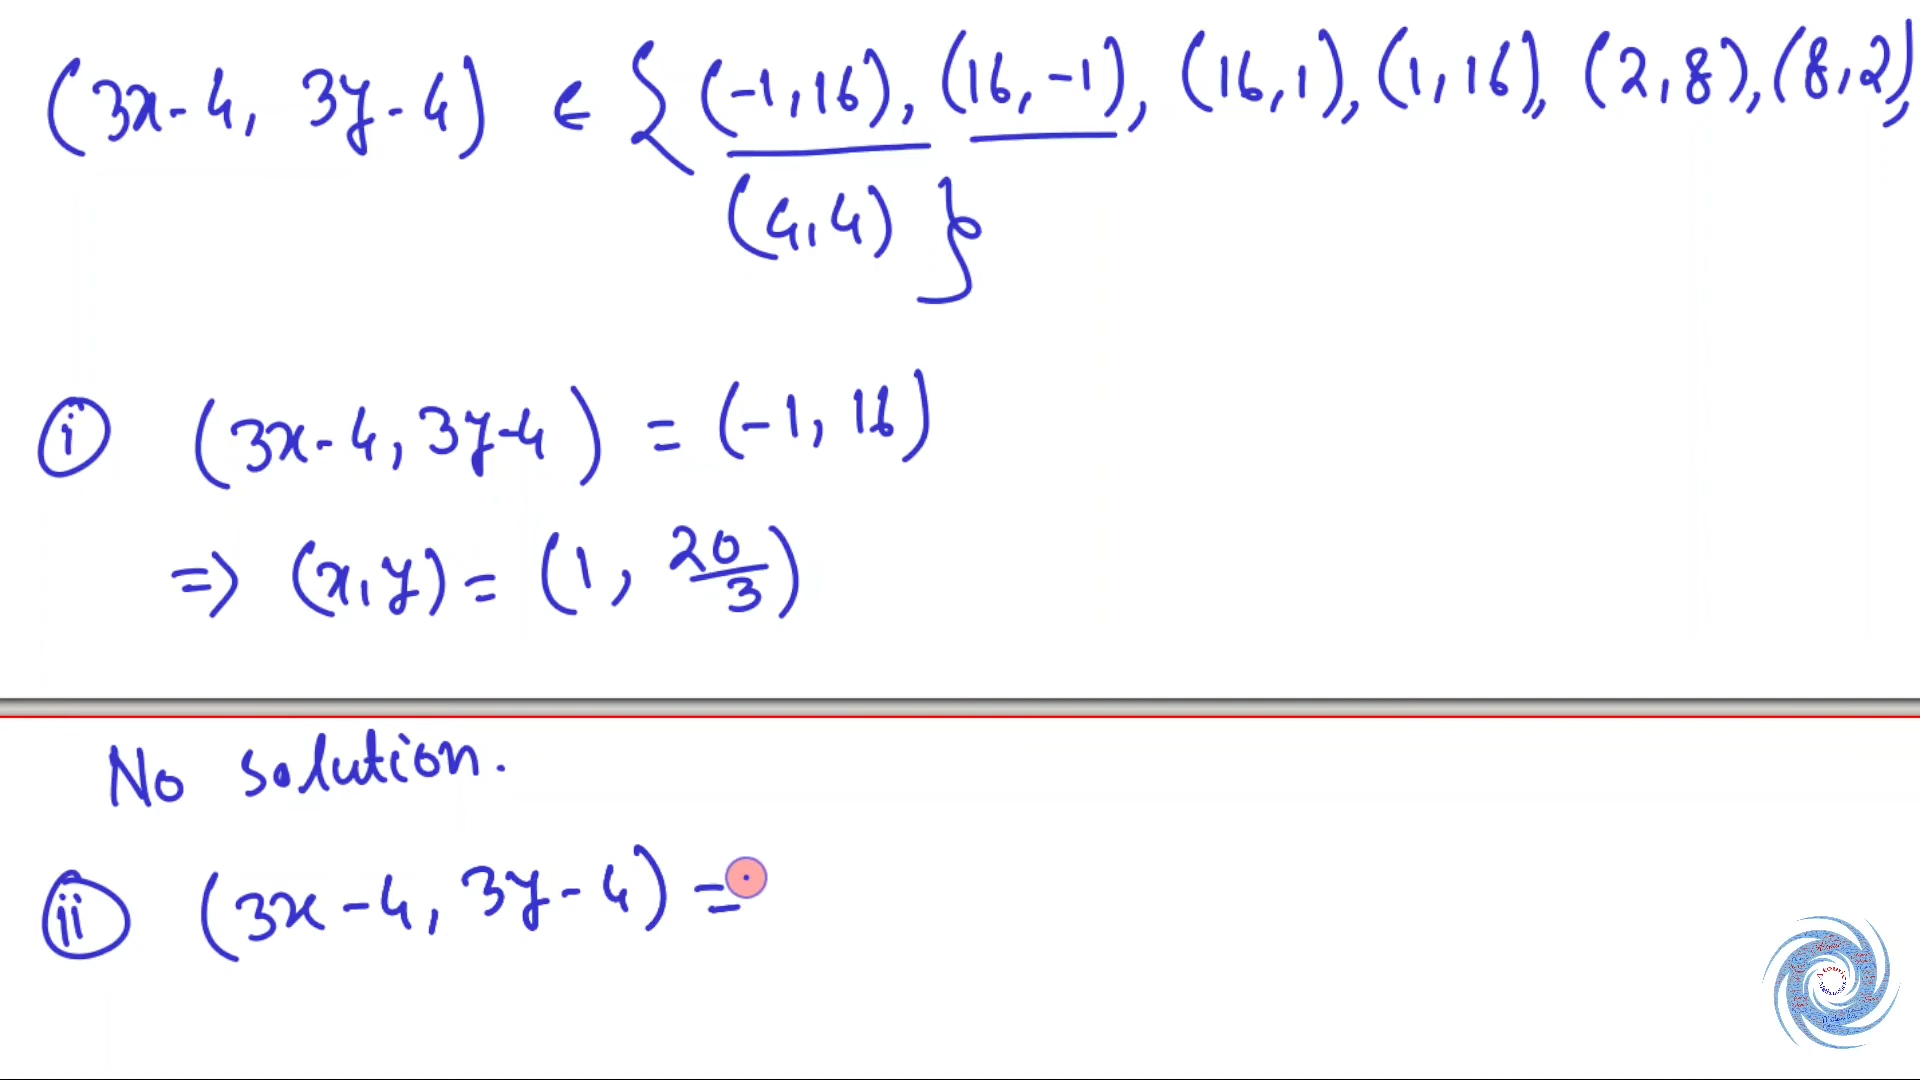 (3x-4, 3y-4) ∈ { (-1,16), (16,-1), (16,1), (1,16), (2,8), (8,2),
(4,4) }
(i) (3x-4, 3y-4) = (-1, 16)
=> (x,y) = (1, 20/3)
No solution.
(ii) (3x-4, 3y-4) =